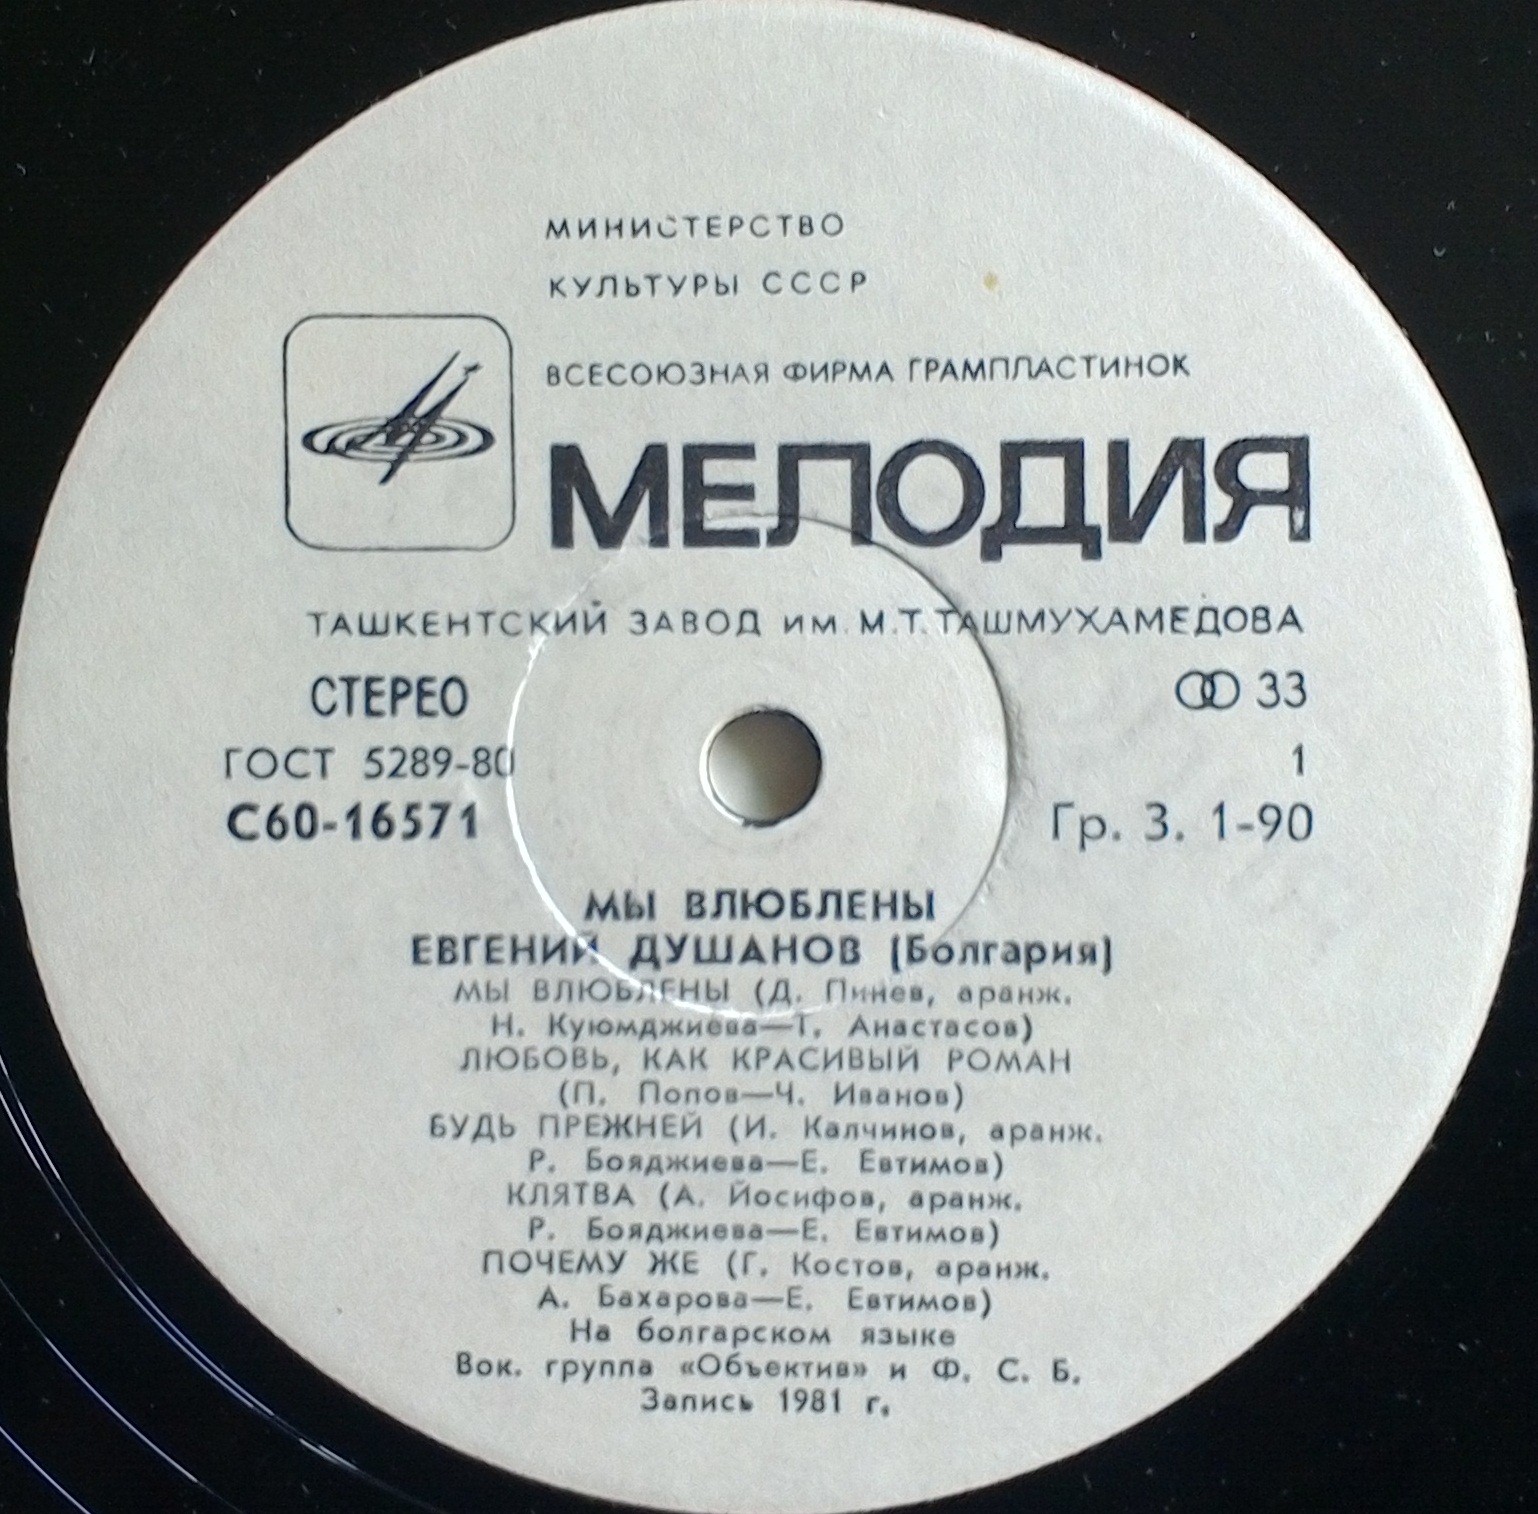 МИНИСТЕРСТВО
КУЛЬТУРЫ СССР
ВСЕСОЮЗНАЯ ФИРМА ГРАМПЛАСТИНОК
МЕЛОДИЯ
ТАШКЕНТСКИЙ ЗАВОД им. М.Т.ТАШМУХАМЕДОВА
СТЕРЕО 33
ГОСТ 5289-80 1
С60-16571 Гр. 3. 1-90
МЫ ВЛЮБЛЕНЫ
ЕВГЕНИЙ ДУШАНОВ (Болгария)
МЫ ВЛЮБЛЕНЫ (Д. Пинев, аранж.
Н. Куюмджиева—Т. Анастасов)
ЛЮБОВЬ, КАК КРАСИВЫЙ РОМАН
(П. Попов—Ч. Иванов)
БУДЬ ПРЕЖНЕЙ (И. Калчинов, аранж.
Р. Бояджиева—Е. Евтимов)
КЛЯТВА (А. Йосифов, аранж.
Р. Бояджиева—Е. Евтимов)
ПОЧЕМУ ЖЕ (Г. Костов, аранж.
А. Бахарова—Е. Евтимов)
На болгарском языке
Вок. группа «Объектив» и Ф. С. Б.
Запись 1981 г.